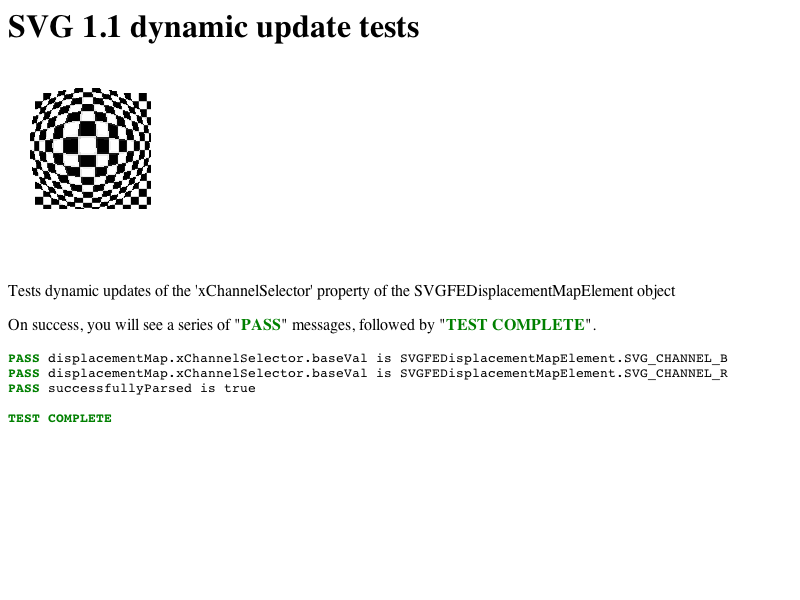 SVG 1.1 dynamic update tests
Tests dynamic updates of the 'xChannelSelector' property of the SVGFEDisplacementMapElement object
On success, you will see a series of "PASS" messages, followed by "TEST COMPLETE".
PASS displacementMap.xChannelSelector.baseVal is SVGFEDisplacementMapElement.SVG_CHANNEL_B
PASS displacementMap.xChannelSelector.baseVal is SVGFEDisplacementMapElement.SVG_CHANNEL_R
PASS successfullyParsed is true
TEST COMPLETE